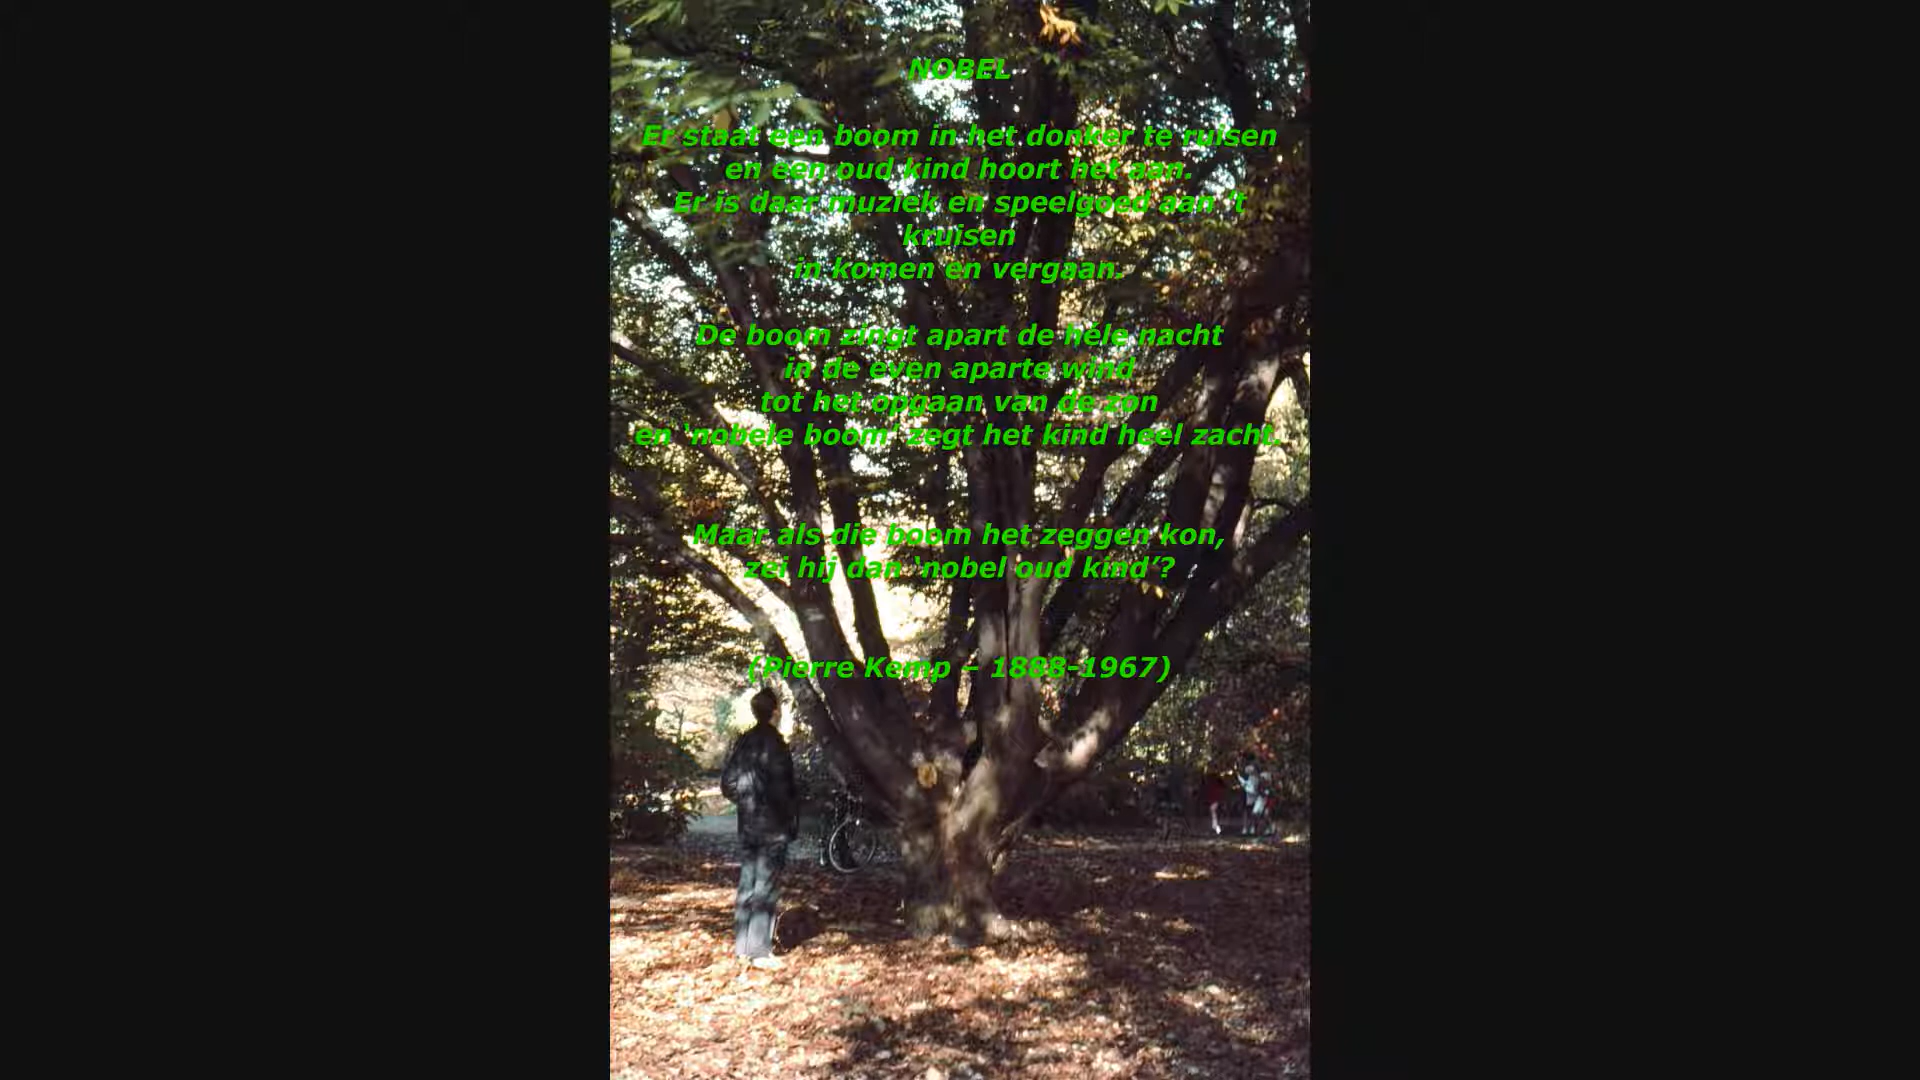 NOBEL
Er staat een boom in het donker te ruisen
en een oud kind hoort het aan.
Er is daar muziek en speelgoed aan ‘t
kruisen
in komen en vergaan.
De boom zingt apart de héle nacht
in de even aparte wind
tot het opgaan van de zon
en ‘nobele boom’ zegt het kind heel zacht.
Maar als die boom het zeggen kon,
zei hij dan ‘nobel oud kind’?
(Pierre Kemp – 1888-1967)